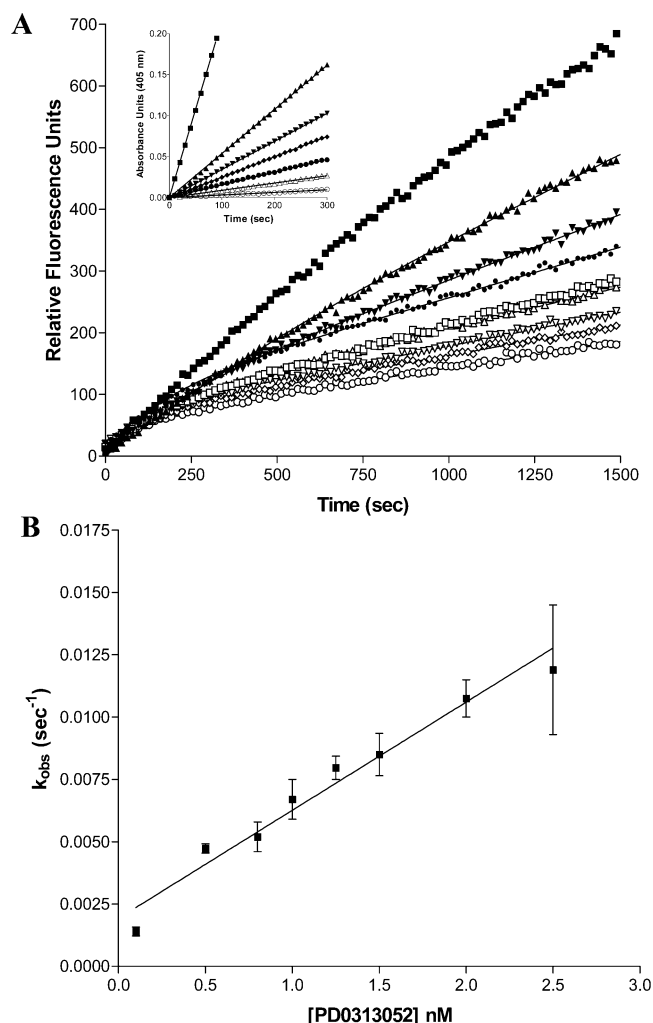 A
700
600
500
400
300
200
100
0
Relative Fluorescence Units
0.20
0.15
0.10
0.05
0.00
Absorbance Units (405 nm)
0 100 200 300
Time (sec)
0 250 500 750 1000 1250 1500
Time (sec)
B
0.0175
0.0150
0.0125
0.0100
0.0075
0.0050
0.0025
0.0000
kobs (sec-1)
0.0 0.5 1.0 1.5 2.0 2.5 3.0
[PD0313052] nM